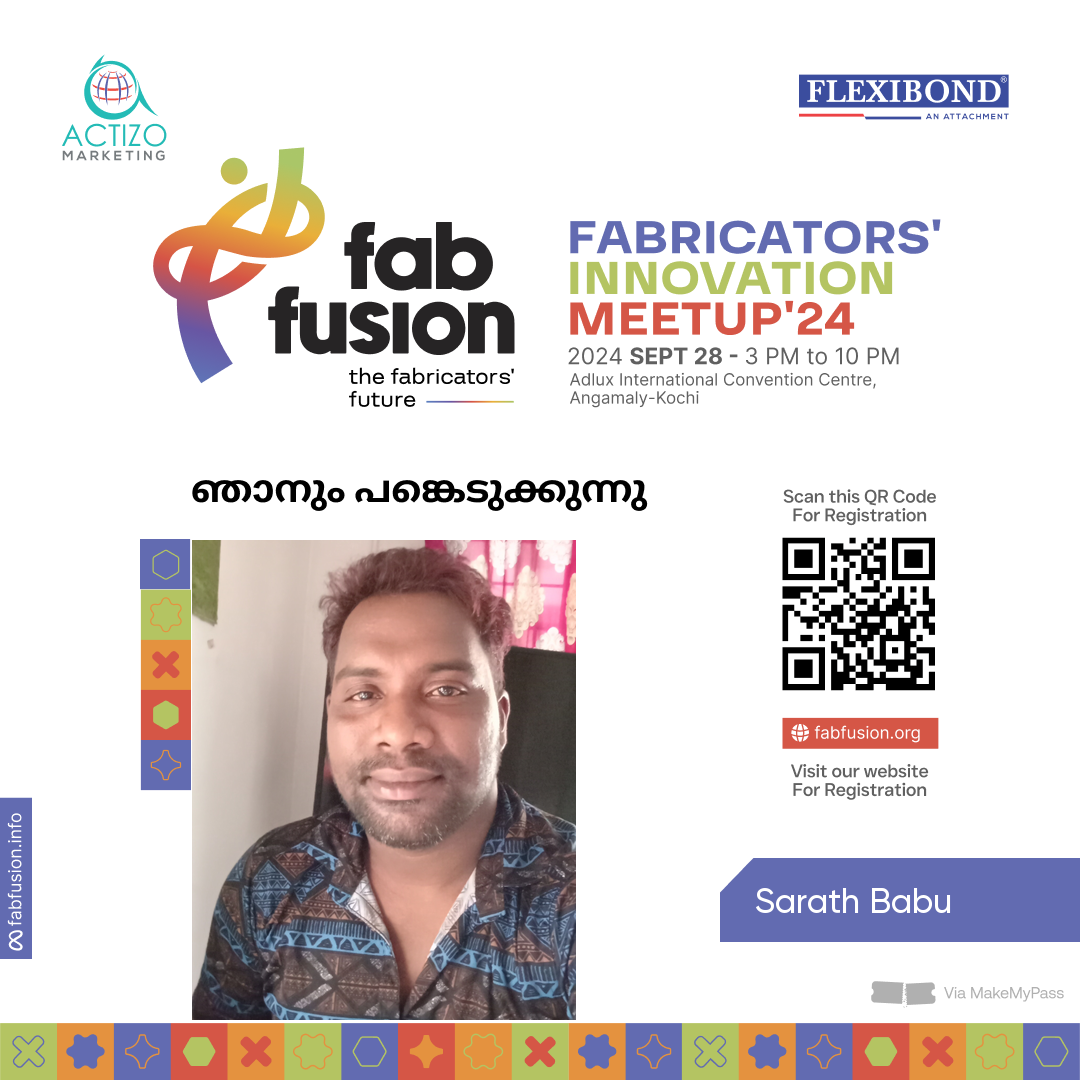 ACTIZO
MARKETING
FLEXIBOND®
AN ATTACHMENT
fab
fusion
the fabricators'
future
FABRICATORS'
INNOVATION
MEETUP'24
2024 SEPT 28 - 3 PM to 10 PM
Adlux International Convention Centre,
Angamaly-Kochi
ഞാനും പങ്കെടുക്കുന്നു
Scan this QR Code
For Registration
fabfusion.org
Visit our website
For Registration
fabfusion.info
Sarath Babu
Via MakeMyPass